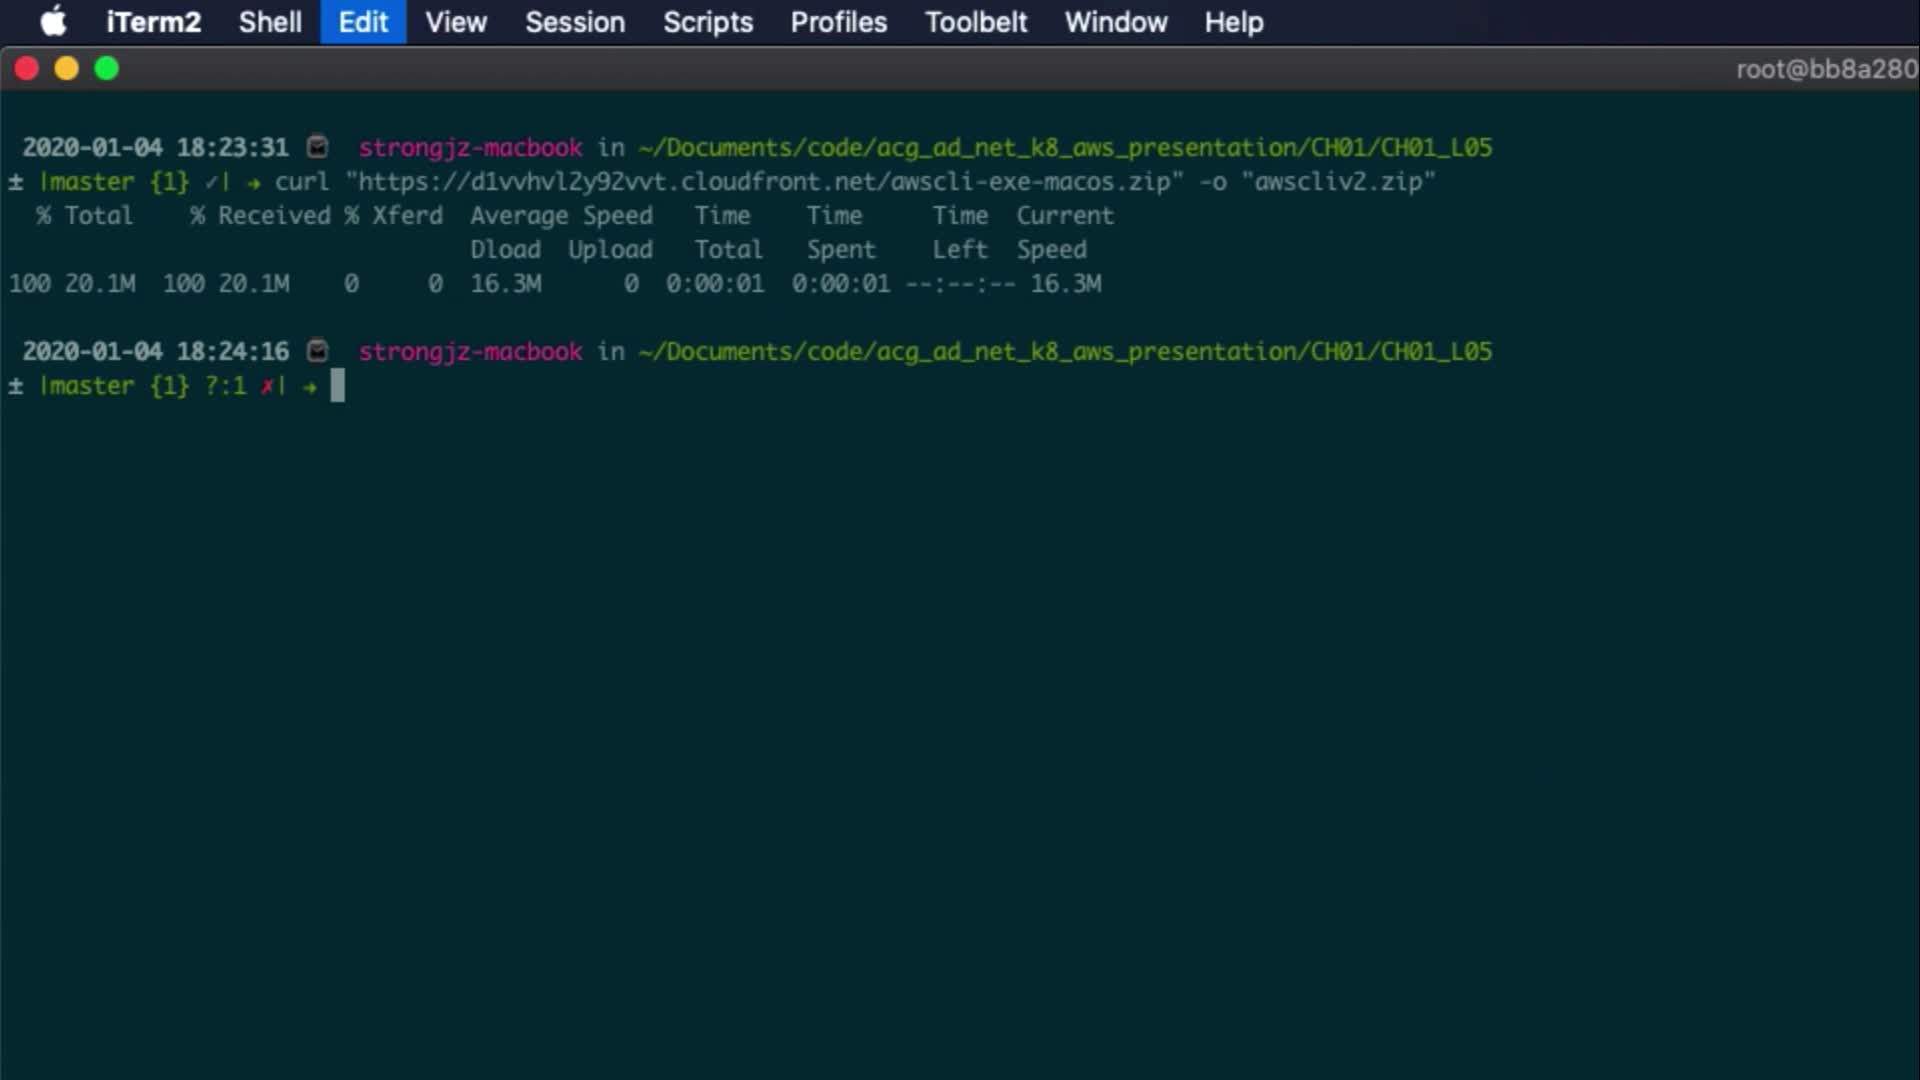 iTerm2 Shell Edit View Session Scripts Profiles Toolbelt Window Help
root@bb8a280
2020-01-04 18:23:31 strongjz-macbook in ~/Documents/code/acg_ad_net_k8_aws_presentation/CH01/CH01_L05
± |master {1} ✓| → curl "https://d1vvhvl2y92vvt.cloudfront.net/awscli-exe-macos.zip" -o "awscliv2.zip"
% Total % Received % Xferd Average Speed Time Time Time Current
Dload Upload Total Spent Left Speed
100 20.1M 100 20.1M 0 0 16.3M 0 0:00:01 0:00:01 --:--:-- 16.3M
2020-01-04 18:24:16 strongjz-macbook in ~/Documents/code/acg_ad_net_k8_aws_presentation/CH01/CH01_L05
± |master {1} ?:1 ✗| →